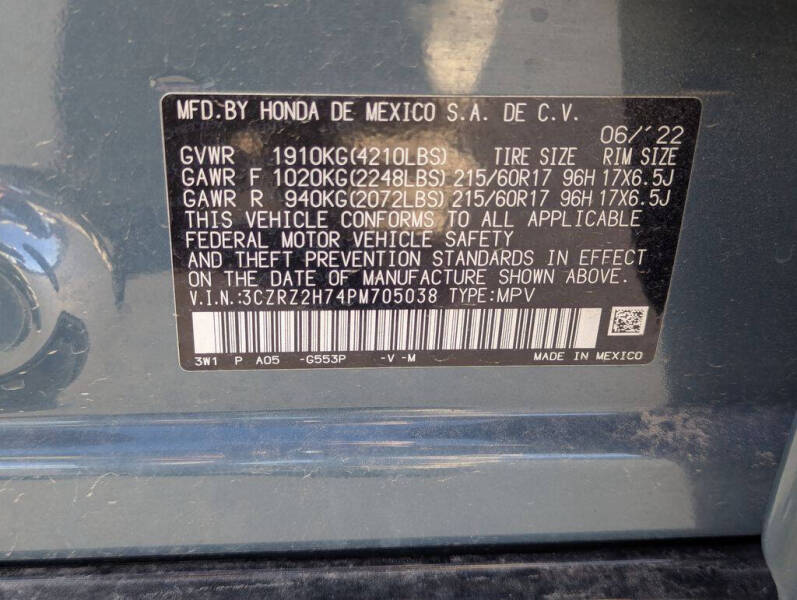 MFD.BY HONDA DE MEXICO S.A. DE C.V.
06/'22
GVWR 1910KG(4210LBS) TIRE SIZE RIM SIZE
GAWR F 1020KG(2248LBS) 215/60R17 96H 17X6.5J
GAWR R 940KG(2072LBS) 215/60R17 96H 17X6.5J
THIS VEHICLE CONFORMS TO ALL APPLICABLE
FEDERAL MOTOR VEHICLE SAFETY
AND THEFT PREVENTION STANDARDS IN EFFECT
ON THE DATE OF MANUFACTURE SHOWN ABOVE.
V.I.N.:3CZRZ2H74PM705038 TYPE:MPV
3W1 P A05 -G553P -V -M MADE IN MEXICO